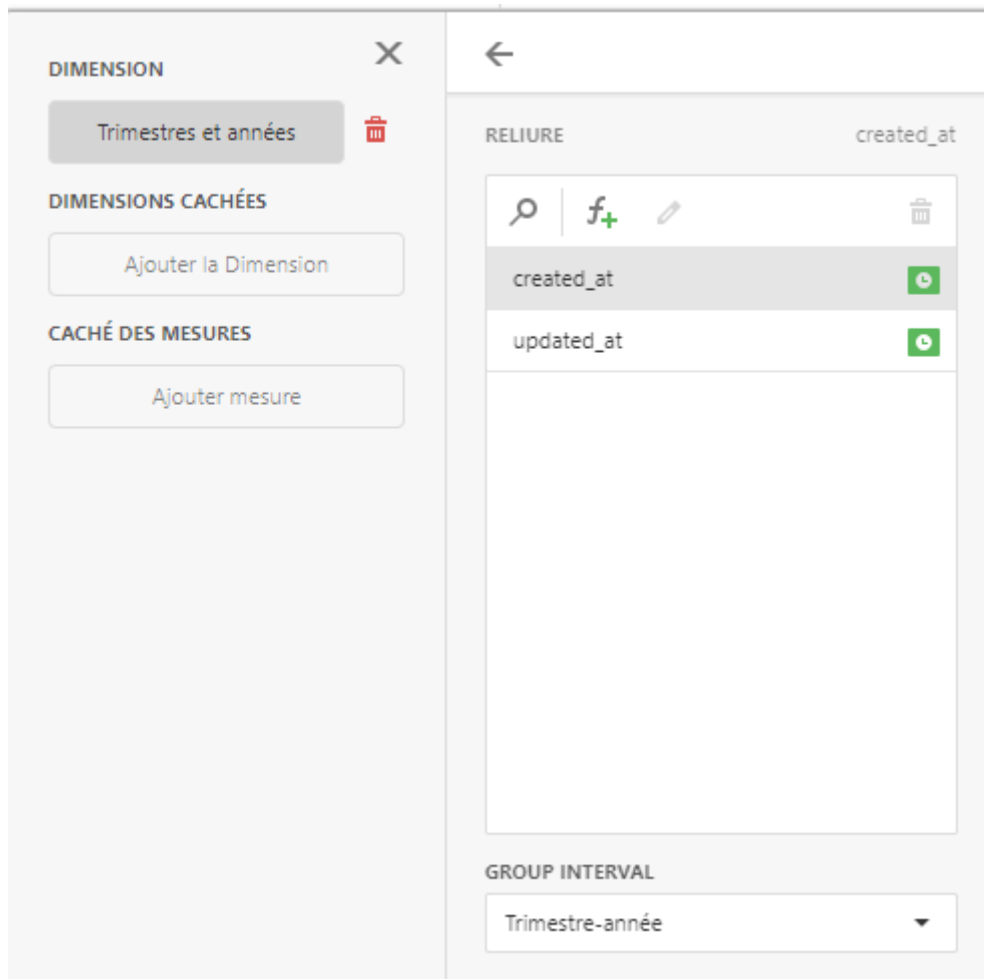 DIMENSION
Trimestres et années
DIMENSIONS CACHÉES
Ajouter la Dimension
CACHÉ DES MESURES
Ajouter mesure
RELIURE created_at
created_at
updated_at
GROUP INTERVAL
Trimestre-année